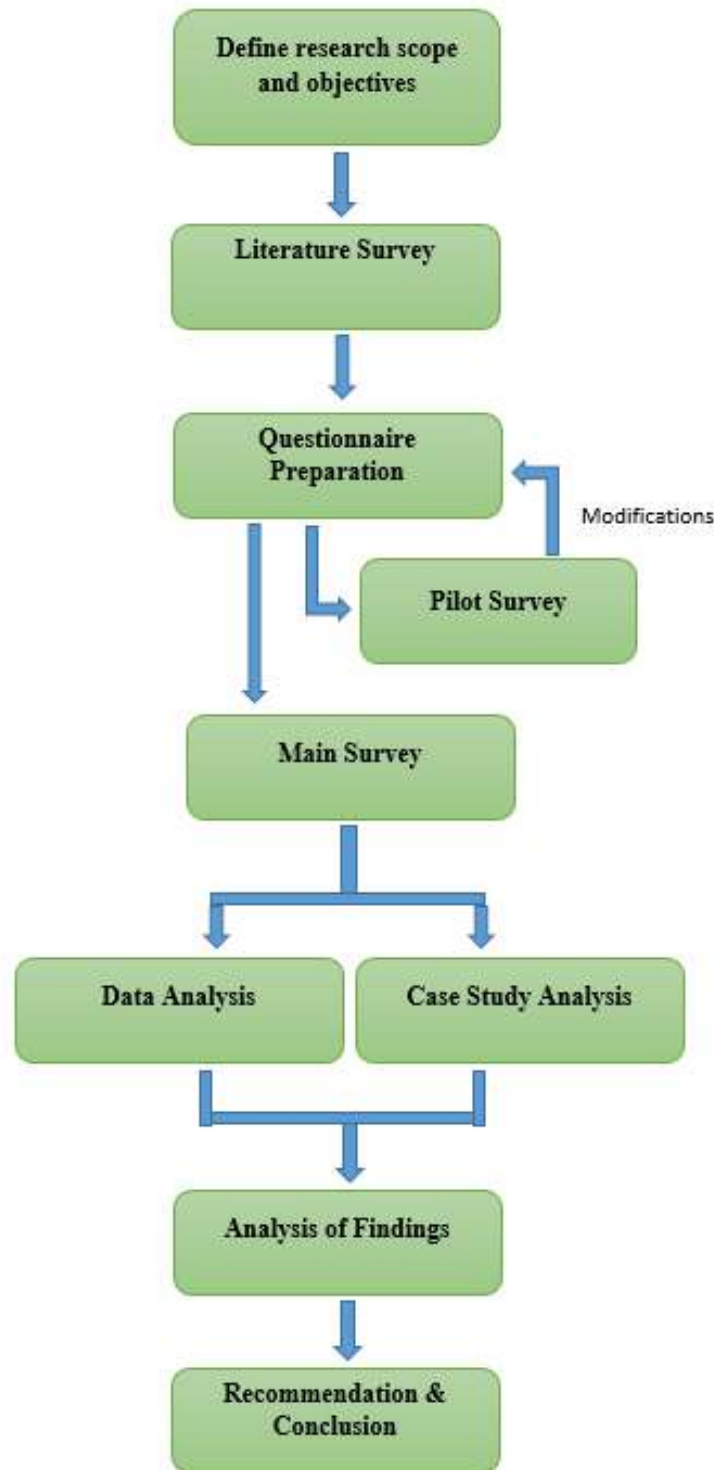 Define research scope
and objectives
Literature Survey
Questionnaire
Preparation
Modifications
Pilot Survey
Main Survey
Data Analysis
Case Study Analysis
Analysis of Findings
Recommendation &
Conclusion